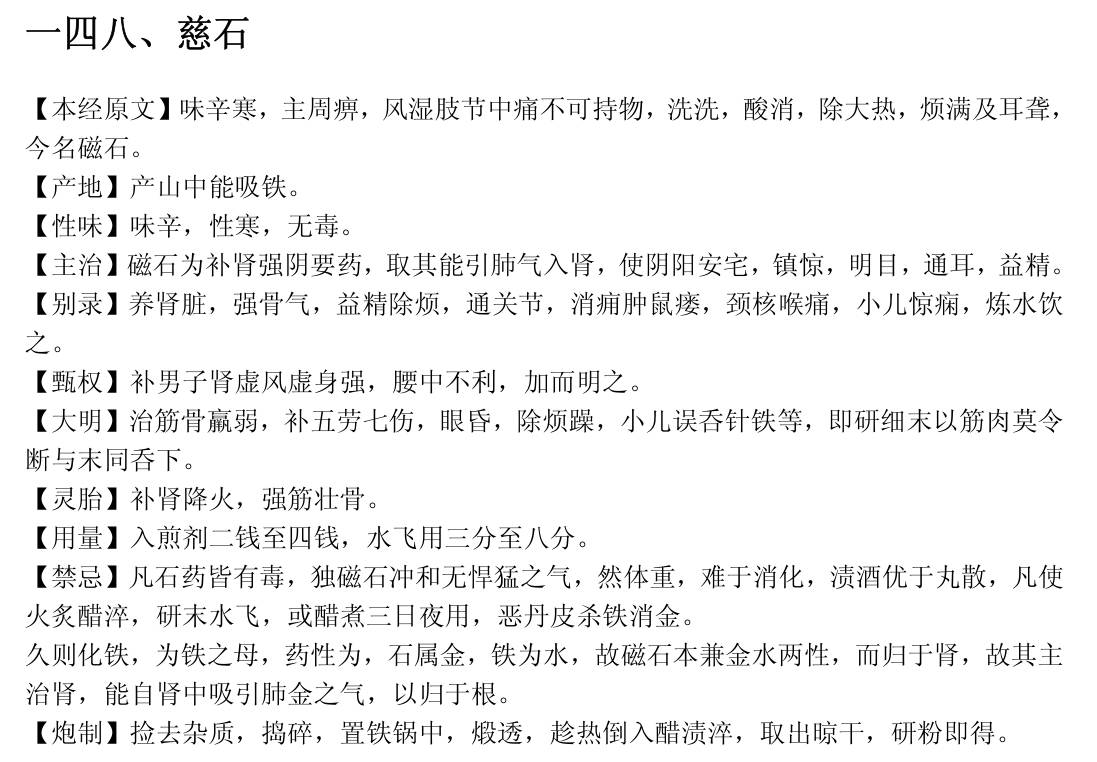 一四八、慈石
【本经原文】味辛寒，主周痹，风湿肢节中痛不可持物，洗洗，酸消，除大热，烦满及耳聋，
今名磁石。
【产地】产山中能吸铁。
【性味】味辛，性寒，无毒。
【主治】磁石为补肾强阴要药，取其能引肺气入肾，使阴阳安宅，镇惊，明目，通耳，益精。
【别录】养肾脏，强骨气，益精除烦，通关节，消痈肿鼠瘘，颈核喉痛，小儿惊痫，炼水饮
之。
【甄权】补男子肾虚风虚身强，腰中不利，加而明之。
【大明】治筋骨羸弱，补五劳七伤，眼昏，除烦躁，小儿误吞针铁等，即研细末以筋肉莫令
断与末同吞下。
【灵胎】补肾降火，强筋壮骨。
【用量】入煎剂二钱至四钱，水飞用三分至八分。
【禁忌】凡石药皆有毒，独磁石冲和无悍猛之气，然体重，难于消化，渍酒优于丸散，凡使
火炙醋淬，研末水飞，或醋煮三日夜用，恶丹皮杀铁消金。
久则化铁，为铁之母，药性为，石属金，铁为水，故磁石本兼金水两性，而归于肾，故其主
治肾，能自肾中吸引肺金之气，以归于根。
【炮制】捡去杂质，捣碎，置铁锅中，煅透，趁热倒入醋渍淬，取出晾干，研粉即得。